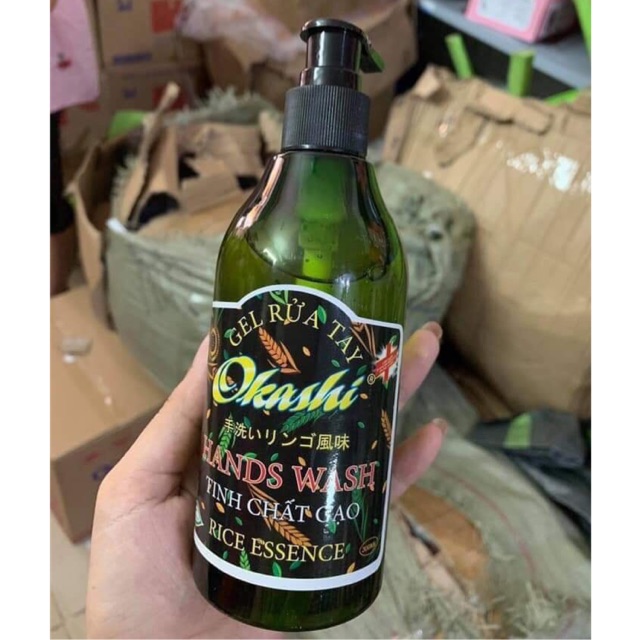 GEL RỬA TAY
Okashi ®
手洗いリンゴ風味
HANDS WASH
TINH CHẤT GẠO
RICE ESSENCE